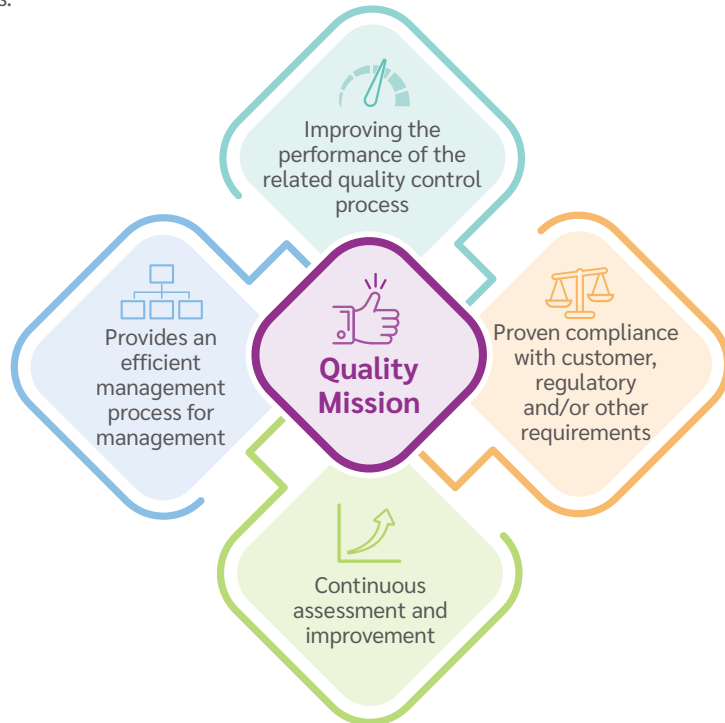 s.
Improving the
performance of the
related quality control
process
Provides an
efficient
management
process for
management
Quality
Mission
Proven compliance
with customer,
regulatory
and/or other
requirements
Continuous
assessment and
improvement